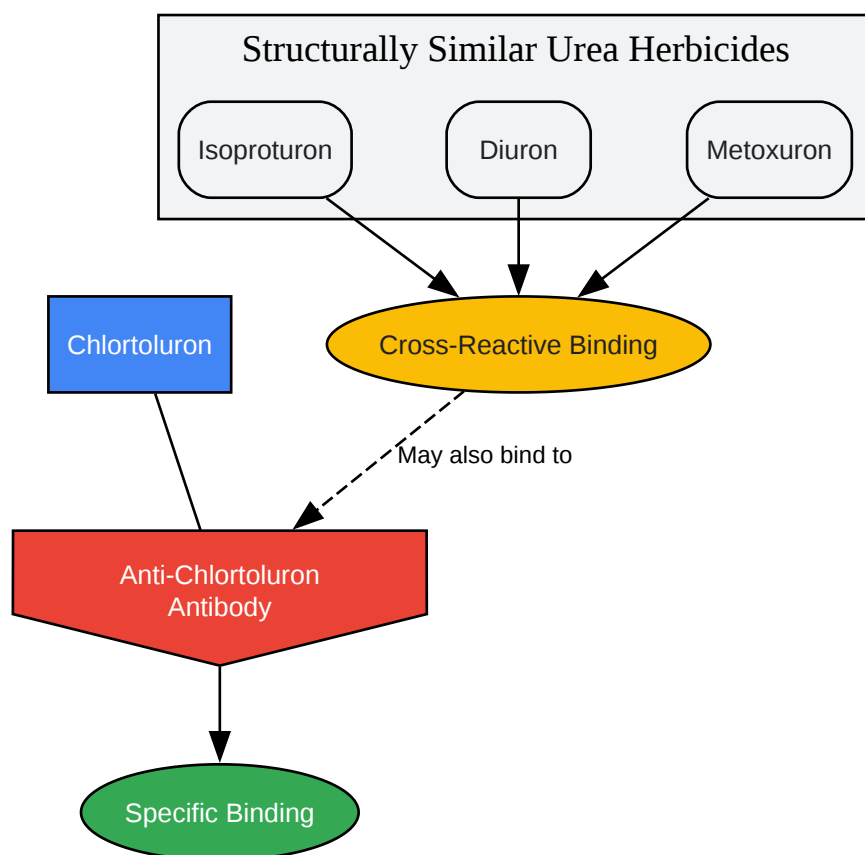 Structurally Similar Urea Herbicides
Isoproturon
Diuron
Metoxuron
Chlortoluron
Cross-Reactive Binding
May also bind to
Anti-Chlortoluron
Antibody
Specific Binding